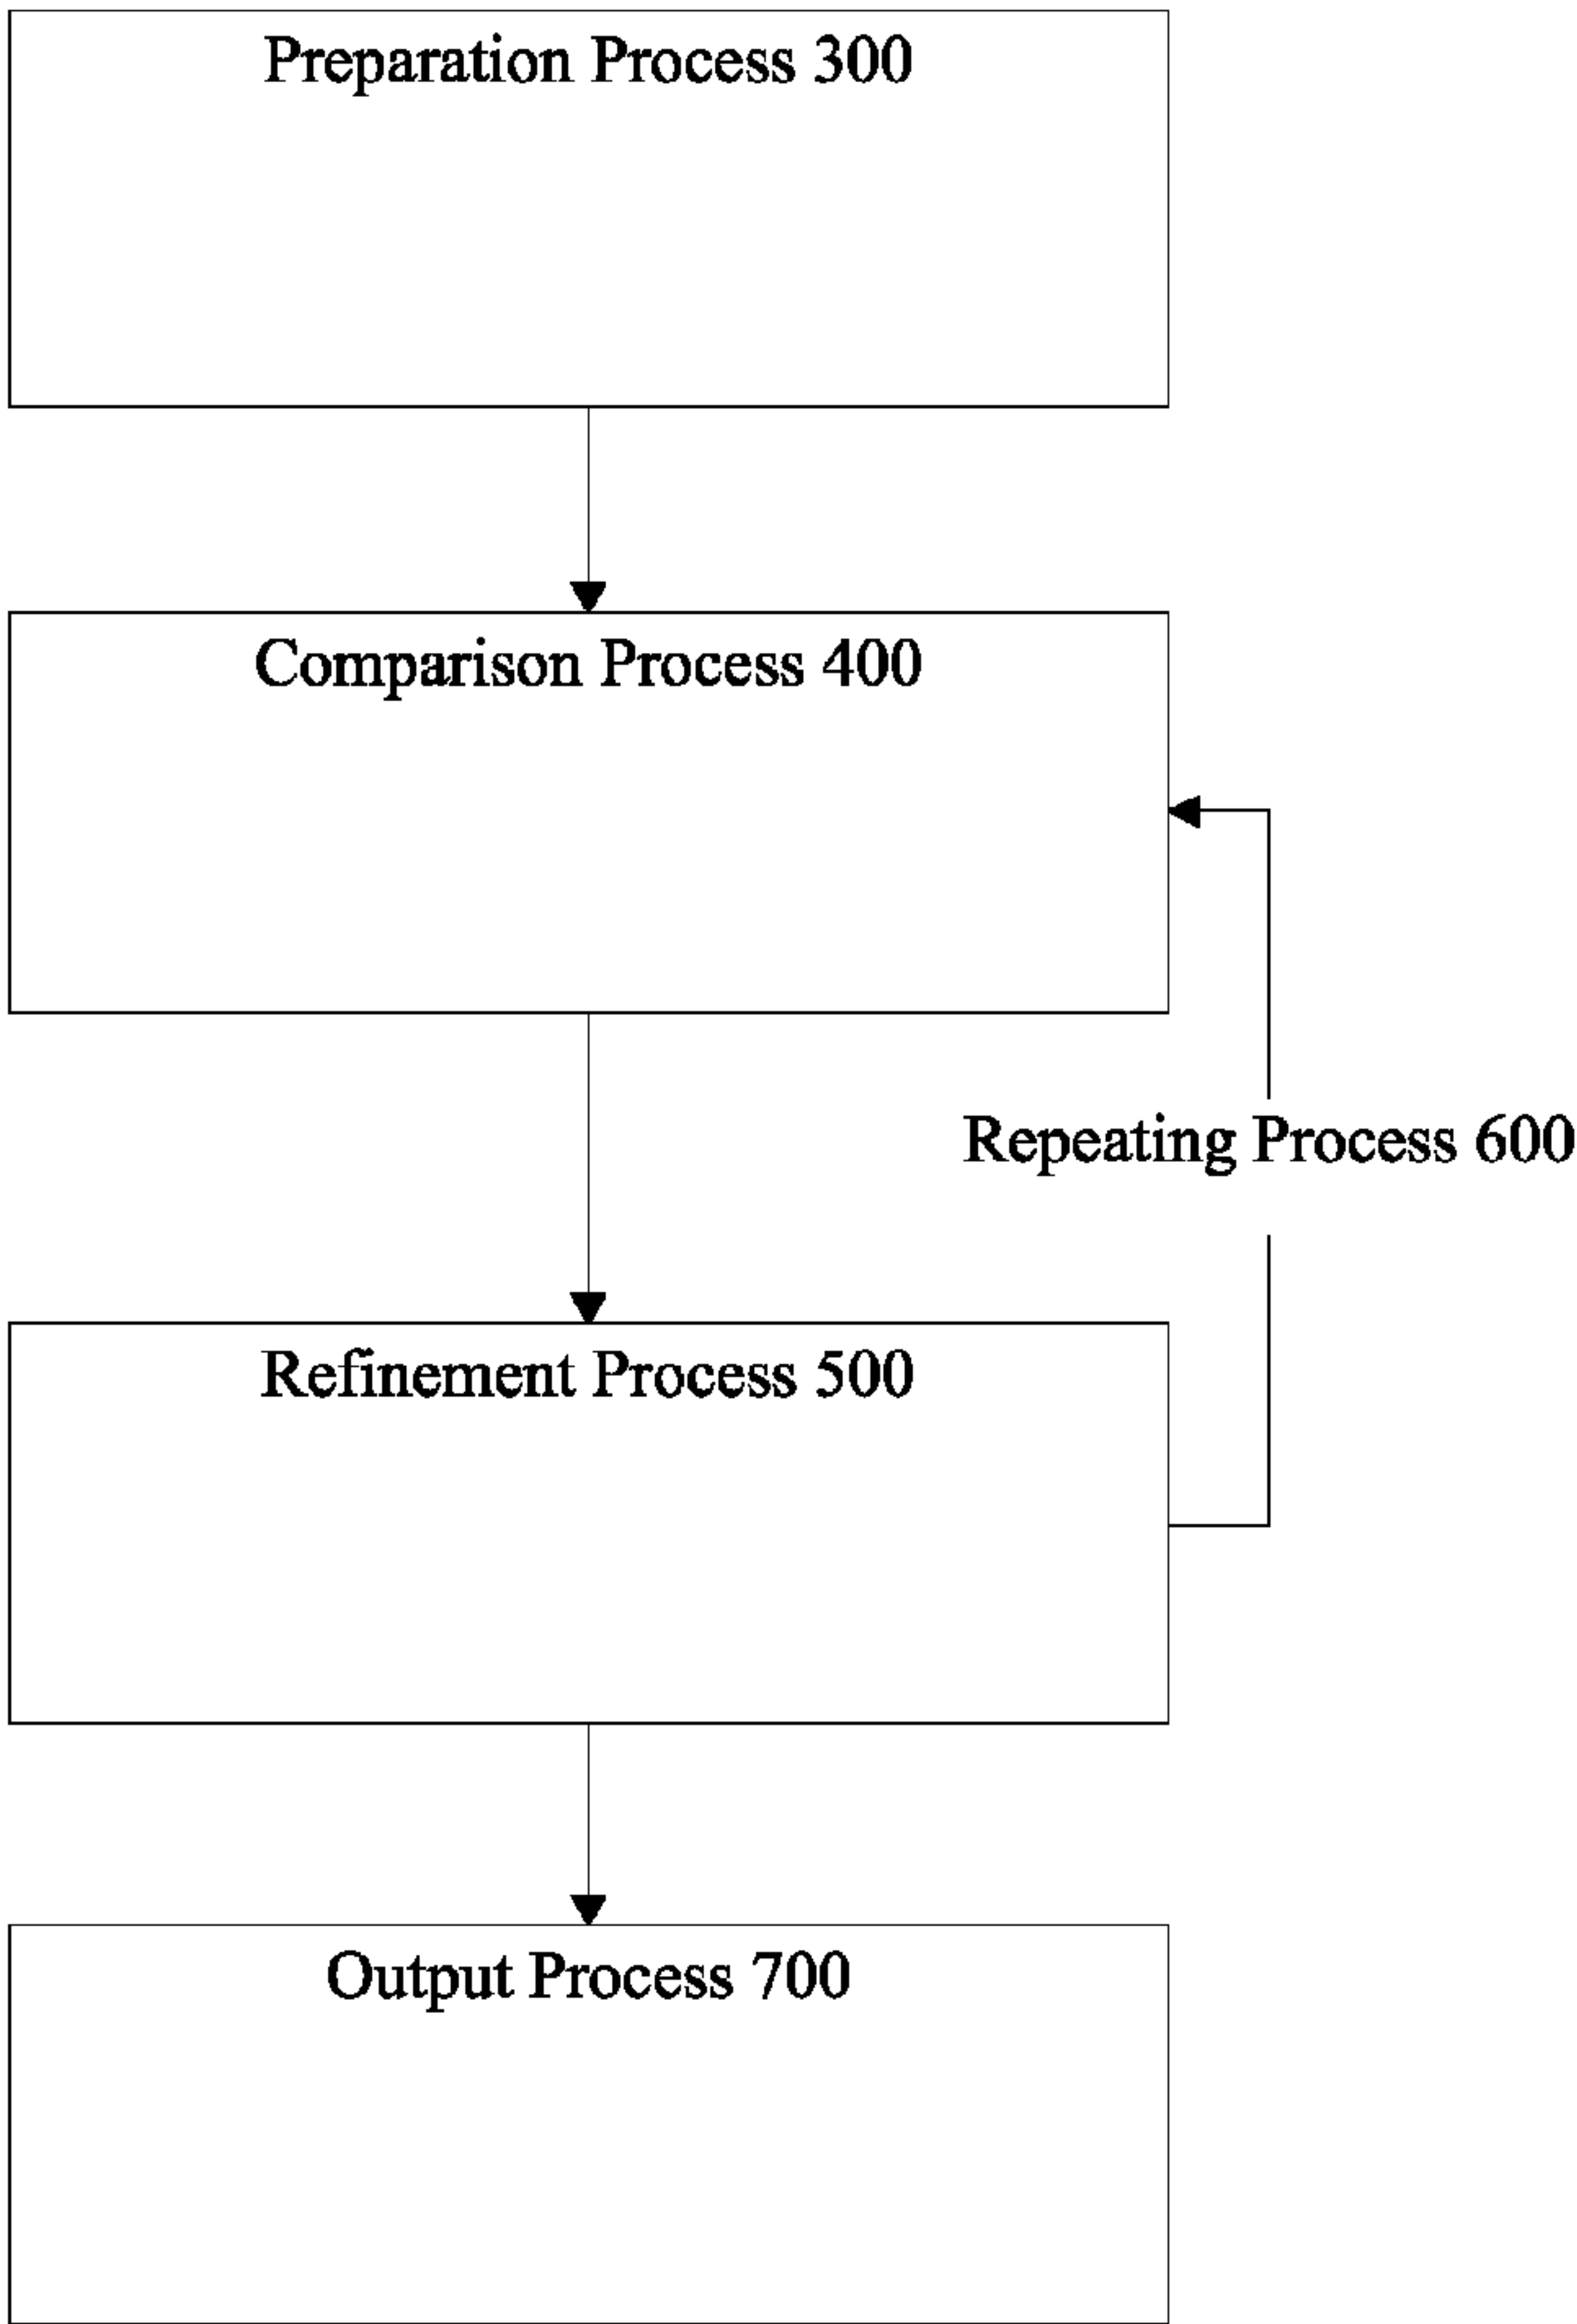 Preparation Process 300
Comparison Process 400
Repeating Process 600
Refinement Process 500
Output Process 700